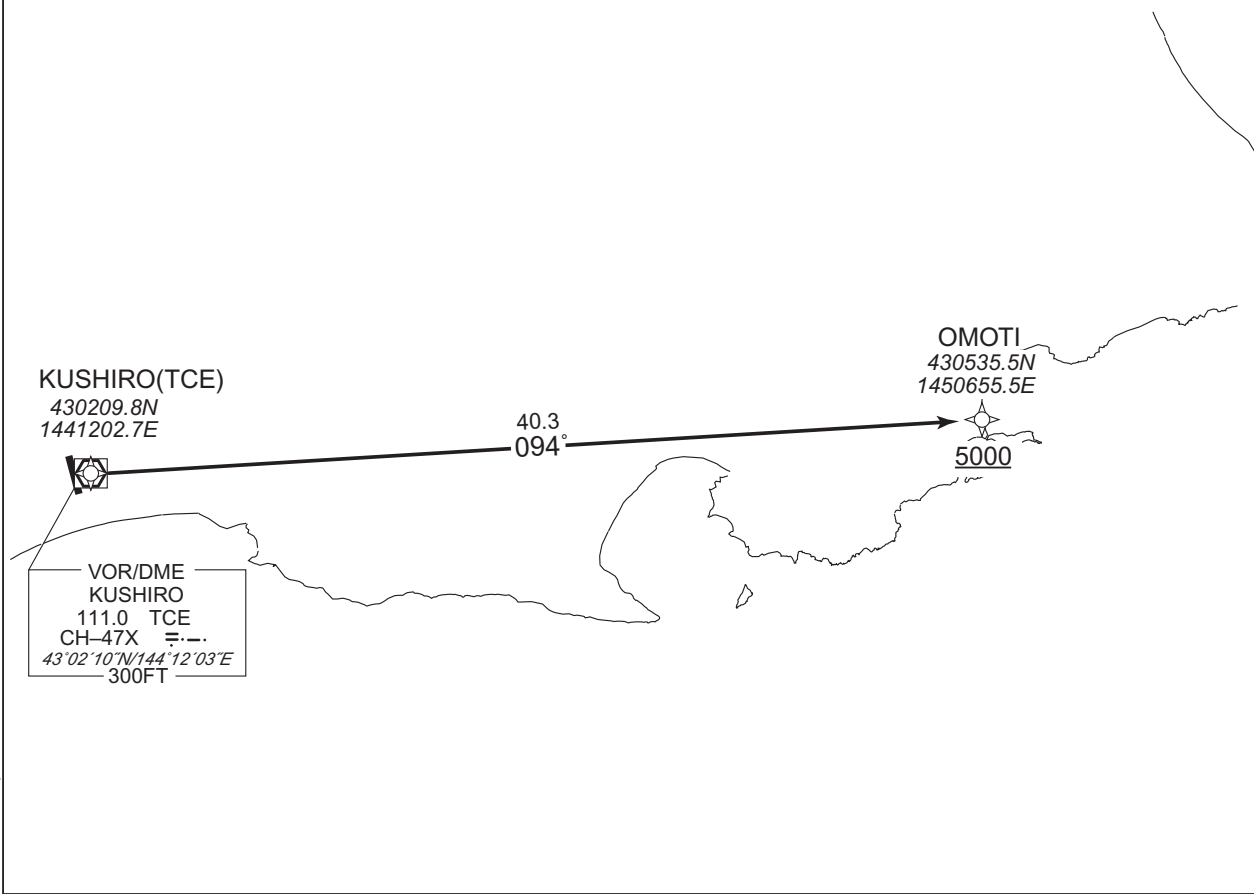 KUSHIRO(TCE)
430209.8N
1441202.7E
40.3
094°
OMOTI
430535.5N
1450655.5E
5000
VOR/DME
KUSHIRO
111.0 TCE
CH–47X
43°02´10˝N/144°12´03˝E
300FT